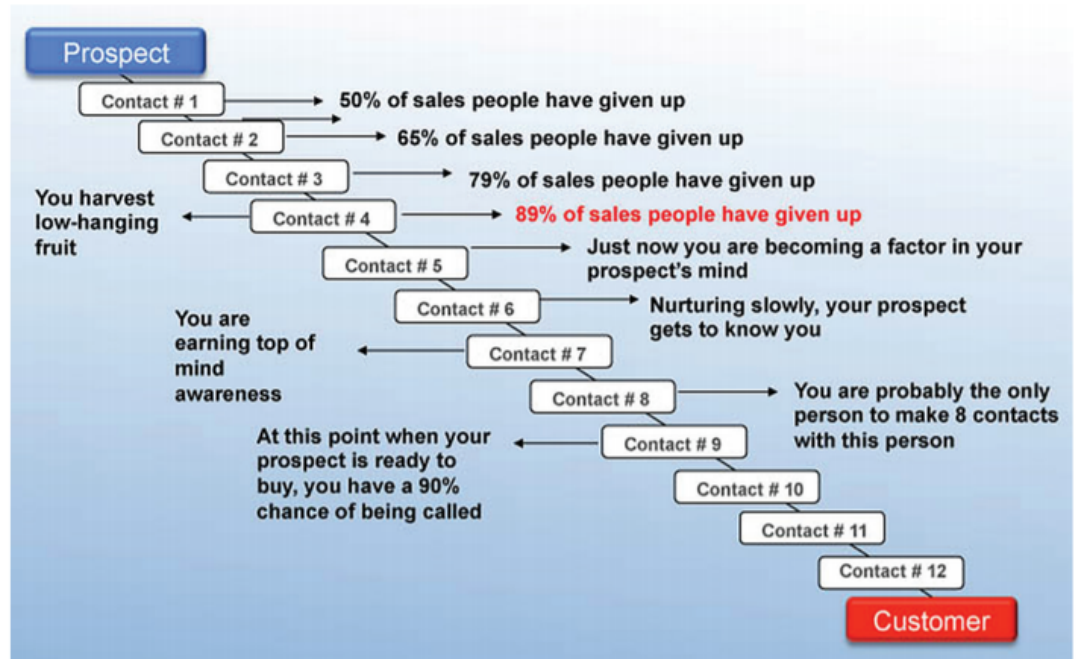 Prospect
Contact # 1
50% of sales people have given up
Contact # 2
65% of sales people have given up
Contact # 3
79% of sales people have given up
You harvest
low-hanging
fruit
Contact # 4
89% of sales people have given up
Contact # 5
Just now you are becoming a factor in your
prospect's mind
Contact # 6
Nurturing slowly, your prospect
gets to know you
You are
earning top of
mind
awareness
Contact # 7
Contact # 8
You are probably the only
person to make 8 contacts
with this person
At this point when your
prospect is ready to
buy, you have a 90%
chance of being called
Contact # 9
Contact # 10
Contact # 11
Contact # 12
Customer